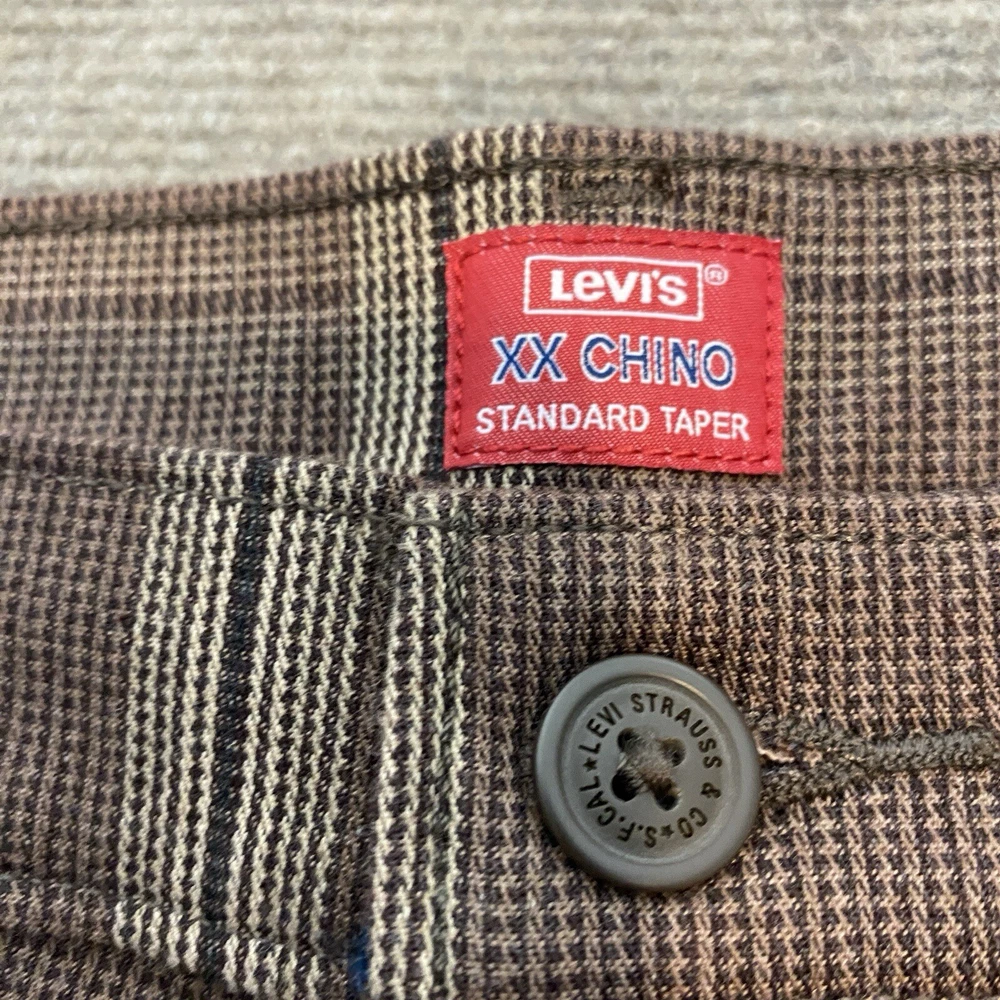 Levi's®
XX CHINO
STANDARD TAPER
LEVI STRAUSS & CO★S.F.CAL★